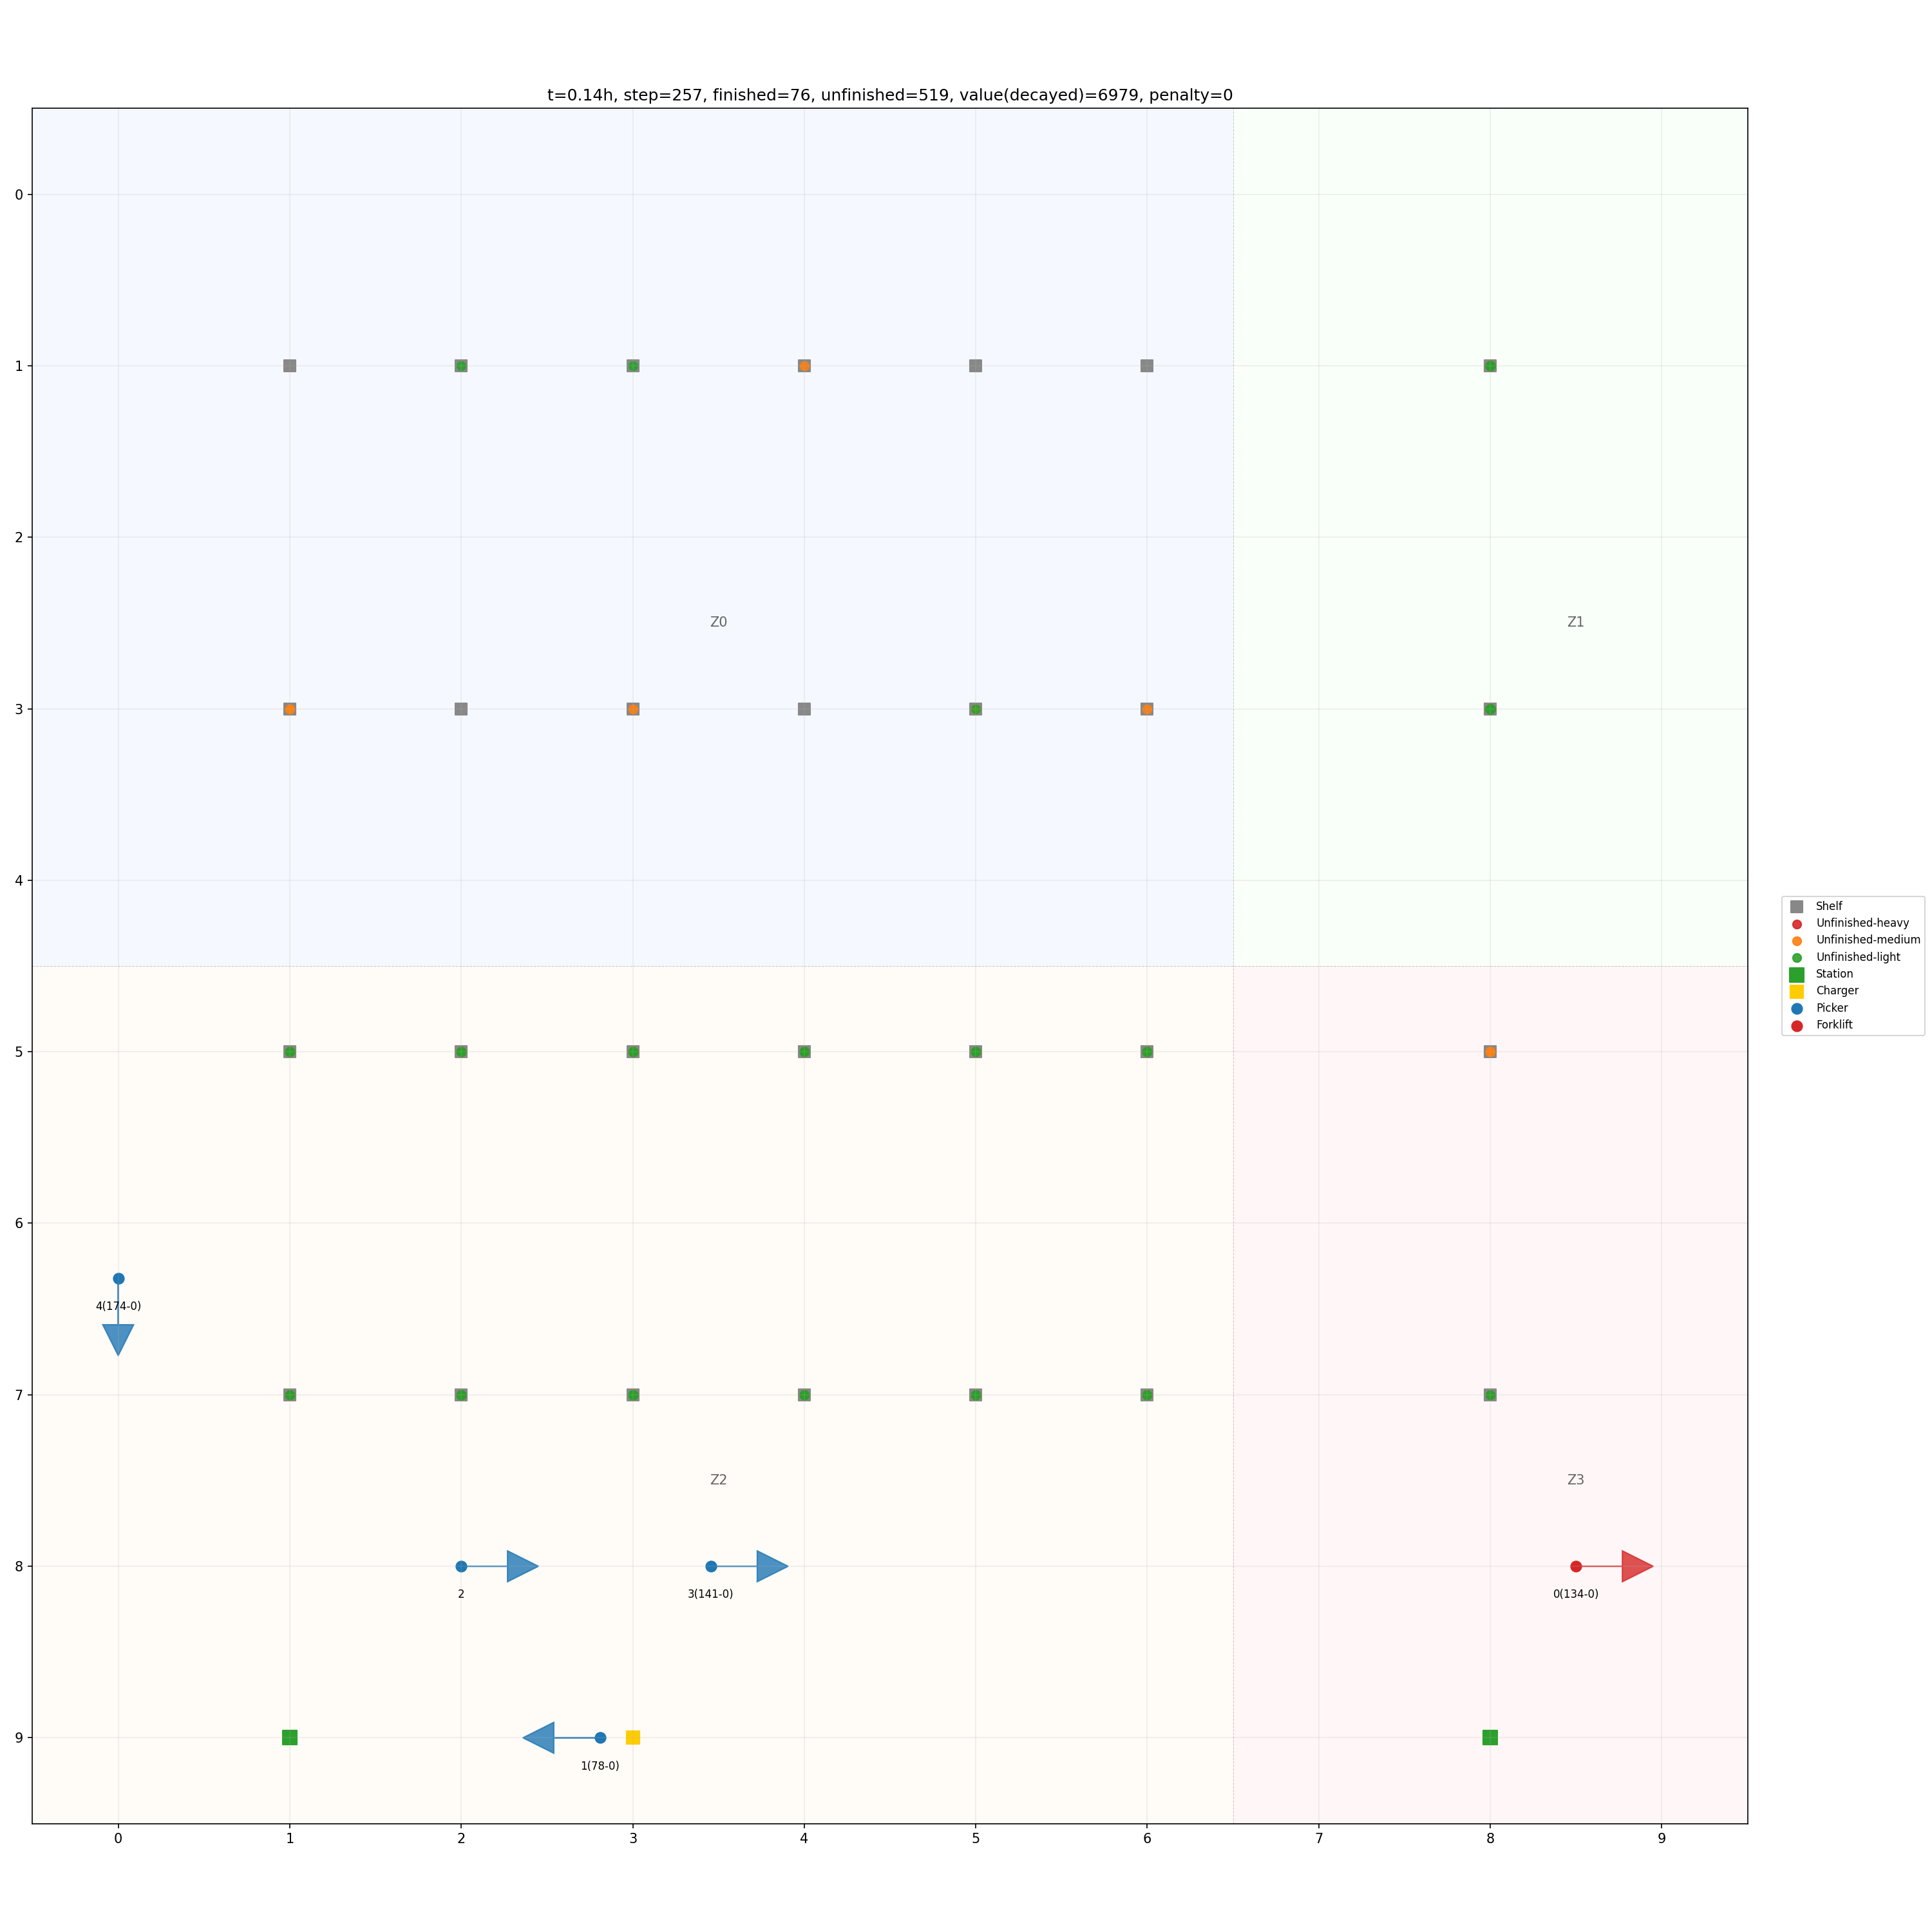 t=0.14h, step=257, finished=76, unfinished=519, value(decayed)=6979, penalty=0
0
1
2
Z0
Z1
3
4
Shelf
Unfinished-heavy
Unfinished-medium
Unfinished-light
Station
Charger
Picker
Forklift
5
6
4(174-0)
7
Z2
Z3
8
2
3(141-0)
0(134-0)
9
1(78-0)
0 1 2 3 4 5 6 7 8 9